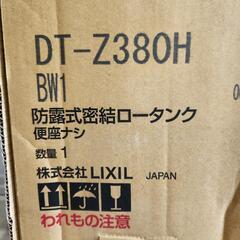 DT-Z380H
BW1
防露式密結ロータンク
便座ナシ
数量 1
株式会社 LIXIL JAPAN
われもの注意